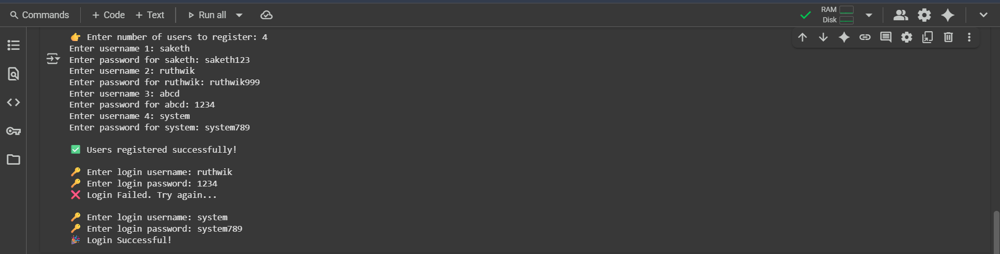 Commands + Code + Text Run all
RAM
Disk
👉 Enter number of users to register: 4
Enter username 1: saketh
Enter password for saketh: saketh123
Enter username 2: ruthwik
Enter password for ruthwik: ruthwik999
Enter username 3: abcd
Enter password for abcd: 1234
Enter username 4: system
Enter password for system: system789
✅ Users registered successfully!
🔑 Enter login username: ruthwik
🔑 Enter login password: 1234
❌ Login Failed. Try again...
🔑 Enter login username: system
🔑 Enter login password: system789
🎉 Login Successful!